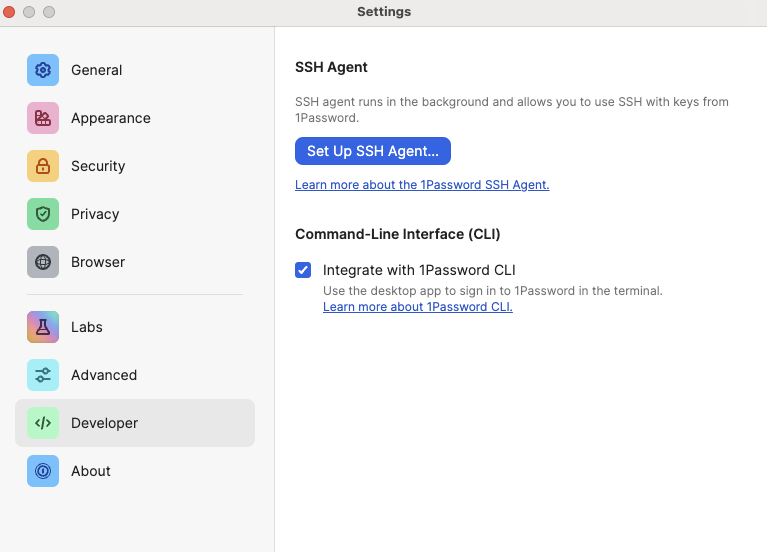 Settings
General
Appearance
Security
Privacy
Browser
Labs
Advanced
Developer
About
SSH Agent
SSH agent runs in the background and allows you to use SSH with keys from
1Password.
Set Up SSH Agent...
Learn more about the 1Password SSH Agent.
Command-Line Interface (CLI)
Integrate with 1Password CLI
Use the desktop app to sign in to 1Password in the terminal.
Learn more about 1Password CLI.